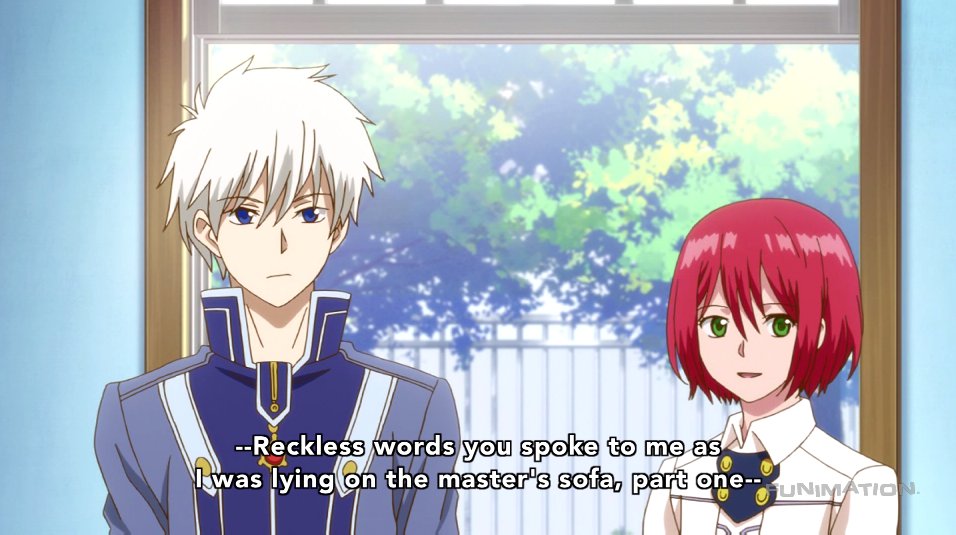 --Reckless words you spoke to me as
I was lying on the master's sofa, part one--
FUNIMATION.